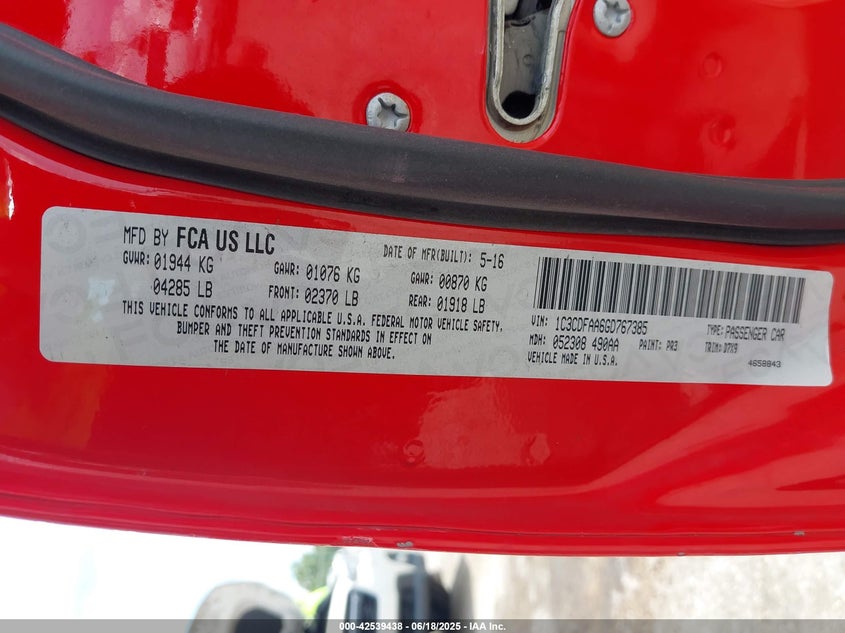 MFD BY FCA US LLC
DATE OF MFR(BUILT): 5-16
GVWR: 01944 KG
GAWR: 01076 KG
GAWR: 00870 KG
04285 LB
FRONT: 02370 LB
REAR: 01918 LB
THIS VEHICLE CONFORMS TO ALL APPLICABLE U.S.A. FEDERAL MOTOR VEHICLE SAFETY,
BUMPER AND THEFT PREVENTION STANDARDS IN EFFECT ON
THE DATE OF MANUFACTURE SHOWN ABOVE.
VIN: 1C3CDFAA6GD767385
TYPE: PASSENGER CAR
MDH: 052308 490AA
PAINT: PR3
TRIM: D7X9
VEHICLE MADE IN U.S.A.
4658843
000-42539438 - 06/18/2025 - IAA Inc.